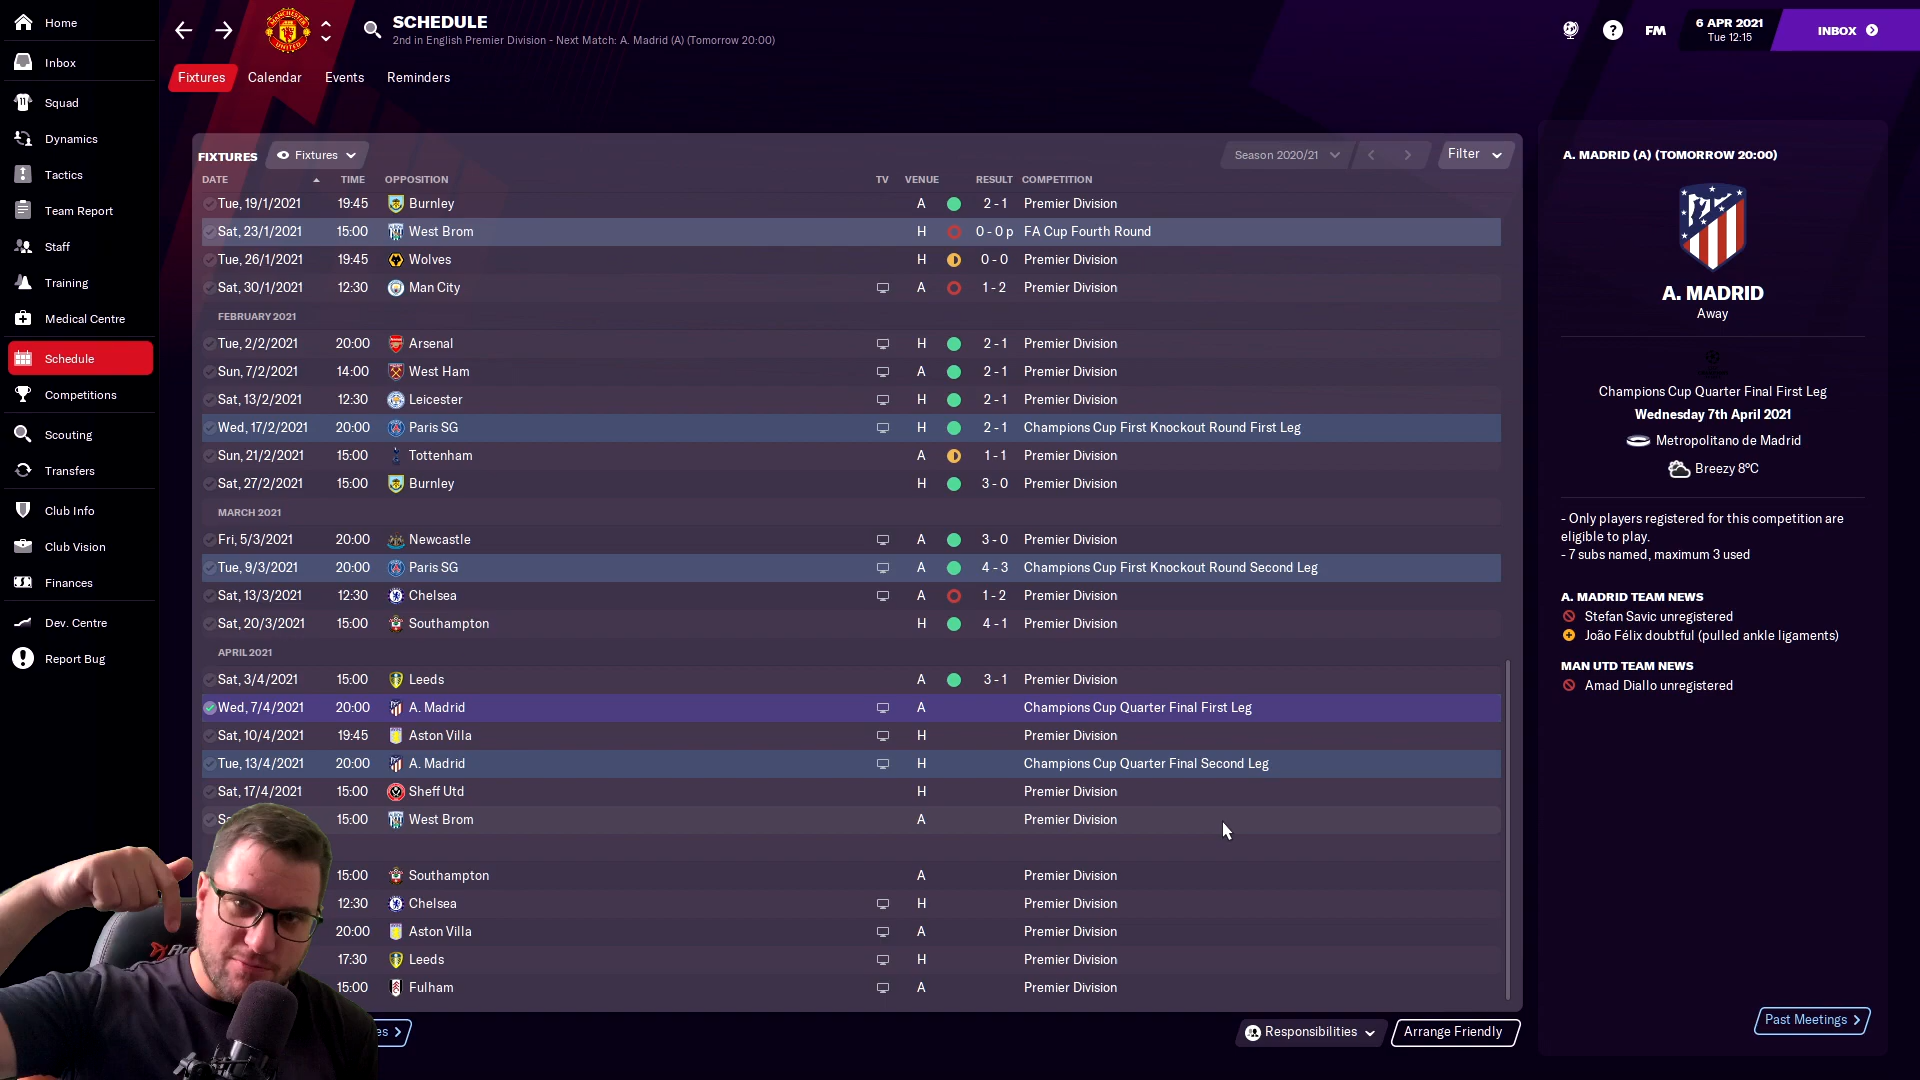 Home
Inbox
Squad
Dynamics
Tactics
Team Report
Staff
Training
Medical Centre
Schedule
Competitions
Scouting
Transfers
Club Info
Club Vision
Finances
Dev. Centre
Report Bug
SCHEDULE
2nd in English Premier Division - Next Match: A. Madrid (A) (Tomorrow 20:00)
FM
6 APR 2021
Tue 12:15
INBOX
Fixtures Calendar Events Reminders
FIXTURES Fixtures Season 2020/21 Filter
DATE TIME OPPOSITION TV VENUE RESULT COMPETITION
Tue, 19/1/2021 19:45 Burnley A 2 - 1 Premier Division
Sat, 23/1/2021 15:00 West Brom H 0 - 0 p FA Cup Fourth Round
Tue, 26/1/2021 19:45 Wolves H 0 - 0 Premier Division
Sat, 30/1/2021 12:30 Man City A 1 - 2 Premier Division
FEBRUARY 2021
Tue, 2/2/2021 20:00 Arsenal H 2 - 1 Premier Division
Sun, 7/2/2021 14:00 West Ham A 2 - 1 Premier Division
Sat, 13/2/2021 12:30 Leicester H 2 - 1 Premier Division
Wed, 17/2/2021 20:00 Paris SG H 2 - 1 Champions Cup First Knockout Round First Leg
Sun, 21/2/2021 15:00 Tottenham A 1 - 1 Premier Division
Sat, 27/2/2021 15:00 Burnley H 3 - 0 Premier Division
MARCH 2021
Fri, 5/3/2021 20:00 Newcastle A 3 - 0 Premier Division
Tue, 9/3/2021 20:00 Paris SG A 4 - 3 Champions Cup First Knockout Round Second Leg
Sat, 13/3/2021 12:30 Chelsea A 1 - 2 Premier Division
Sat, 20/3/2021 15:00 Southampton H 4 - 1 Premier Division
APRIL 2021
Sat, 3/4/2021 15:00 Leeds A 3 - 1 Premier Division
Wed, 7/4/2021 20:00 A. Madrid A Champions Cup Quarter Final First Leg
Sat, 10/4/2021 19:45 Aston Villa H Premier Division
Tue, 13/4/2021 20:00 A. Madrid H Champions Cup Quarter Final Second Leg
Sat, 17/4/2021 15:00 Sheff Utd H Premier Division
15:00 West Brom A Premier Division
15:00 Southampton A Premier Division
12:30 Chelsea H Premier Division
20:00 Aston Villa A Premier Division
17:30 Leeds H Premier Division
15:00 Fulham A Premier Division
Responsibilities Arrange Friendly
A. MADRID (A) (TOMORROW 20:00)
A. MADRID
Away
Champions Cup Quarter Final First Leg
Wednesday 7th April 2021
Metropolitano de Madrid
Breezy 8ºC
- Only players registered for this competition are
eligible to play.
- 7 subs named, maximum 3 used
A. MADRID TEAM NEWS
Stefan Savic unregistered
João Félix doubtful (pulled ankle ligaments)
MAN UTD TEAM NEWS
Amad Diallo unregistered
Past Meetings